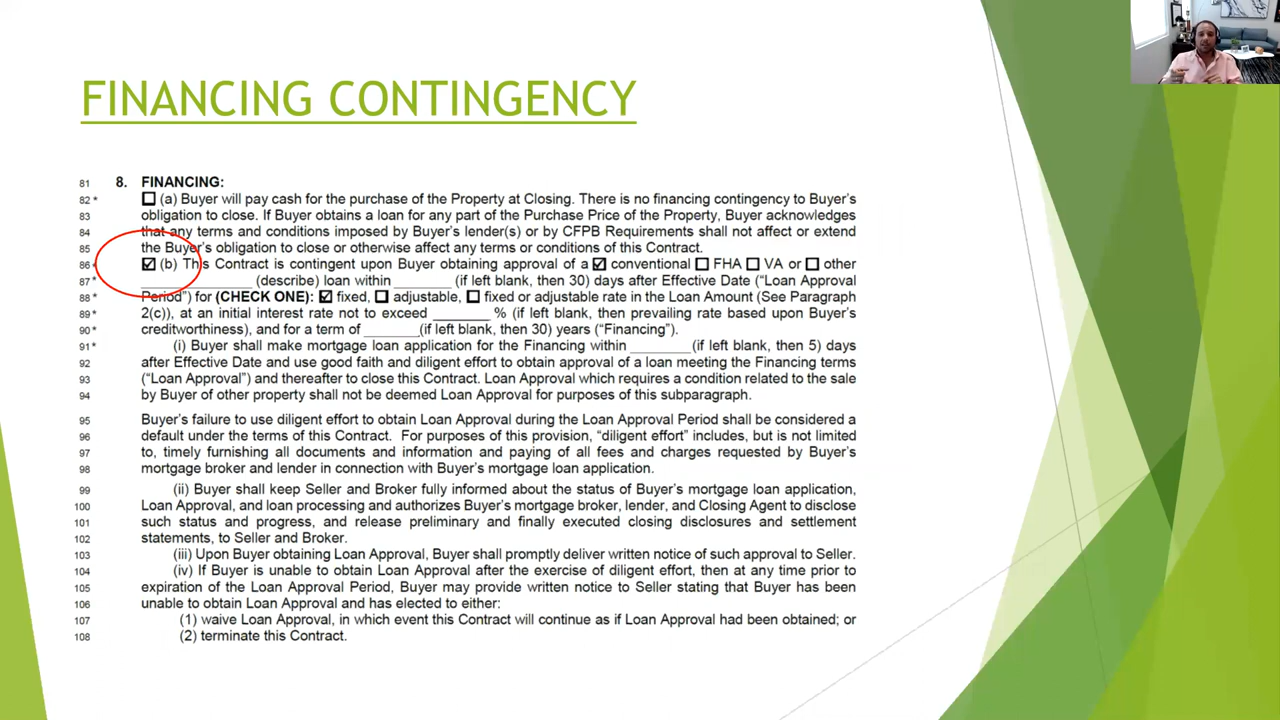 FINANCING CONTINGENCY
81 8. FINANCING:
82 * ☐ (a) Buyer will pay cash for the purchase of the Property at Closing. There is no financing contingency to Buyer's
83 obligation to close. If Buyer obtains a loan for any part of the Purchase Price of the Property, Buyer acknowledges
84 that any terms and conditions imposed by Buyer's lender(s) or by CFPB Requirements shall not affect or extend
85 the Buyer's obligation to close or otherwise affect any terms or conditions of this Contract.
86 * ☑ (b) This Contract is contingent upon Buyer obtaining approval of a ☑ conventional ☐ FHA ☐ VA or ☐ other
87 * ________ (describe) loan within ________ (if left blank, then 30) days after Effective Date ("Loan Approval
88 * Period") for (CHECK ONE): ☑ fixed, ☐ adjustable, ☐ fixed or adjustable rate in the Loan Amount (See Paragraph
89 * 2(c)), at an initial interest rate not to exceed ________ % (if left blank, then prevailing rate based upon Buyer's
90 * creditworthiness), and for a term of ________ (if left blank, then 30) years ("Financing").
91 * (i) Buyer shall make mortgage loan application for the Financing within ________ (if left blank, then 5) days
92 after Effective Date and use good faith and diligent effort to obtain approval of a loan meeting the Financing terms
93 ("Loan Approval") and thereafter to close this Contract. Loan Approval which requires a condition related to the sale
94 by Buyer of other property shall not be deemed Loan Approval for purposes of this subparagraph.
95 Buyer's failure to use diligent effort to obtain Loan Approval during the Loan Approval Period shall be considered a
96 default under the terms of this Contract. For purposes of this provision, "diligent effort" includes, but is not limited
97 to, timely furnishing all documents and information and paying of all fees and charges requested by Buyer's
98 mortgage broker and lender in connection with Buyer's mortgage loan application.
99 (ii) Buyer shall keep Seller and Broker fully informed about the status of Buyer's mortgage loan application,
100 Loan Approval, and loan processing and authorizes Buyer's mortgage broker, lender, and Closing Agent to disclose
101 such status and progress, and release preliminary and finally executed closing disclosures and settlement
102 statements, to Seller and Broker.
103 (iii) Upon Buyer obtaining Loan Approval, Buyer shall promptly deliver written notice of such approval to Seller.
104 (iv) If Buyer is unable to obtain Loan Approval after the exercise of diligent effort, then at any time prior to
105 expiration of the Loan Approval Period, Buyer may provide written notice to Seller stating that Buyer has been
106 unable to obtain Loan Approval and has elected to either:
107 (1) waive Loan Approval, in which event this Contract will continue as if Loan Approval had been obtained; or
108 (2) terminate this Contract.